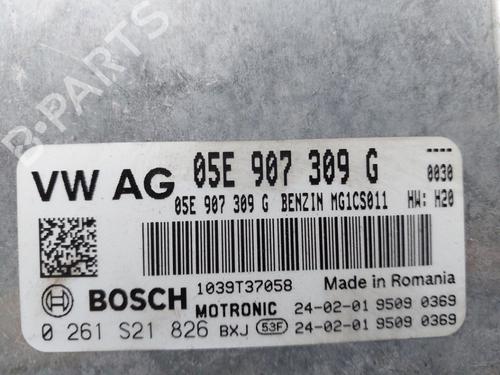 B-PARTS
----
VW AG 05E 907 309 G 0030
05E 907 309 G BENZIN MG1CS011 HW: H20
1039T37058 Made in Romania
BOSCH MOTRONIC 24-02-01 9509 0369
0 261 S21 826 BXJ 53F 24-02-01 9509 0369